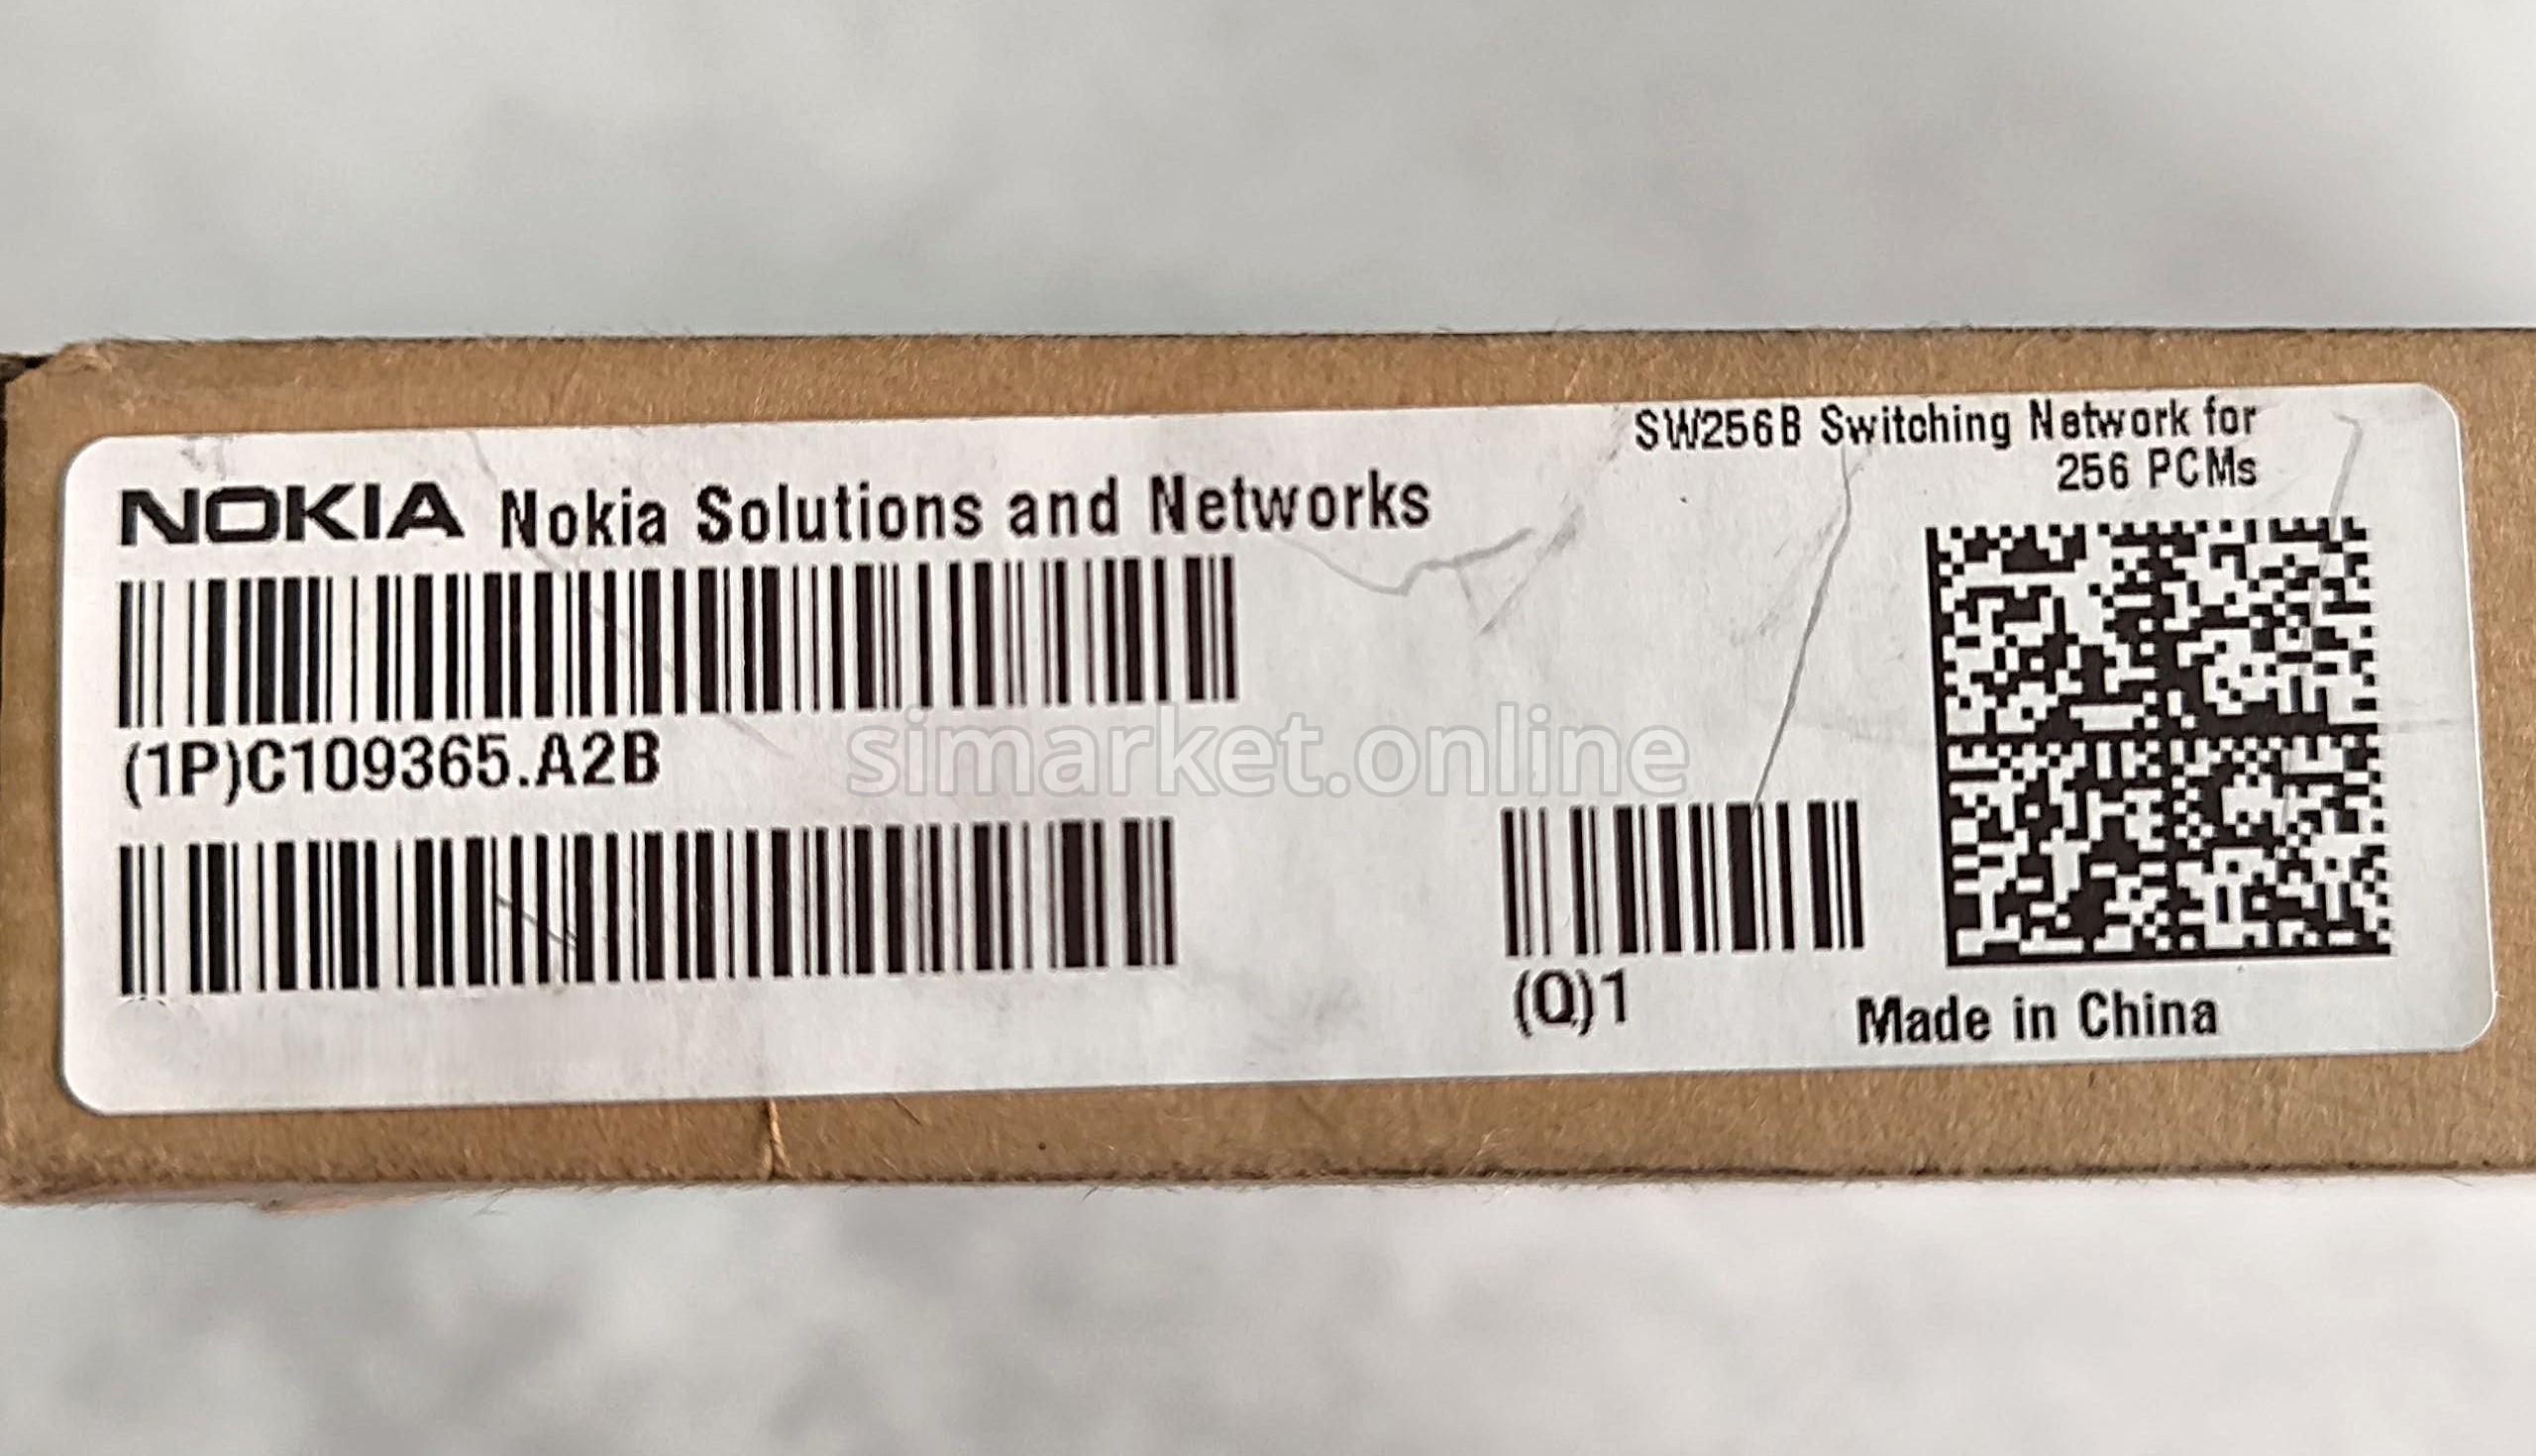 SW256B Switching Network for
256 PCMs
NOKIA Nokia Solutions and Networks
(1P)C109365.A2B
simarket.online
(Q)1
Made in China